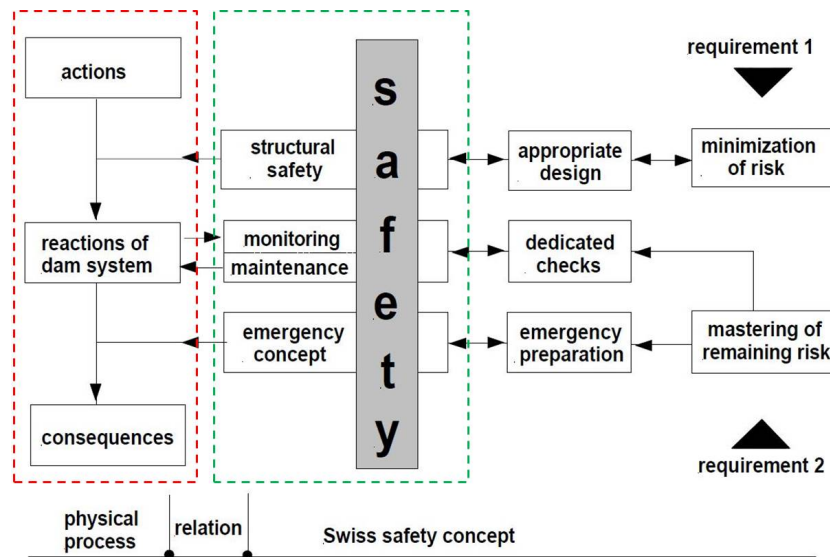 requirement 1
actions
structural
safety
appropriate
design
minimization
of risk
reactions of
dam system
monitoring
maintenance
dedicated
checks
emergency
concept
emergency
preparation
mastering of
remaining risk
consequences
safety
requirement 2
physical
process
relation
Swiss safety concept